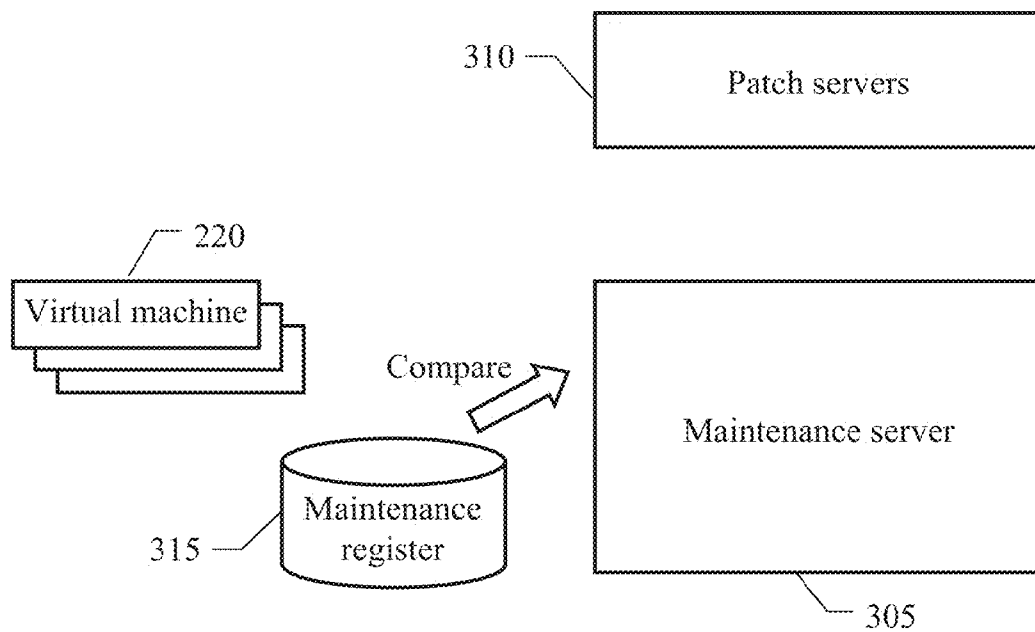 310
Patch servers
220
Virtual machine
Compare
Maintenance server
Maintenance
register
315
305